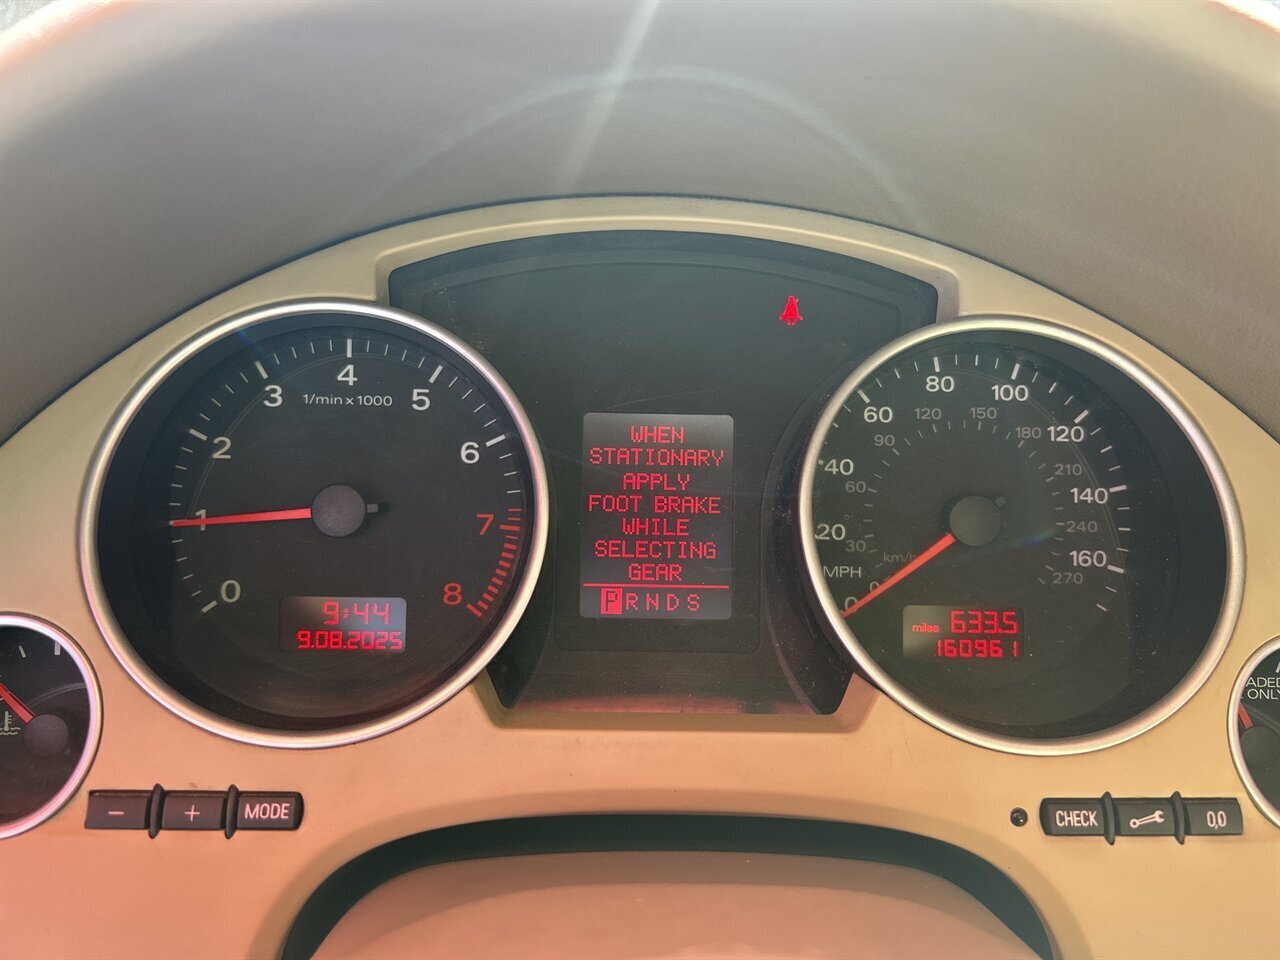 4
3
1/min x 1000
5
2
6
1
7
0
8
9:44
9.08.2025
WHEN
STATIONARY
APPLY
FOOT BRAKE
WHILE
SELECTING
GEAR
P R N D S
80
100
60
120
150
90
180
120
40
60
210
140
20
240
30
km/h
160
MPH
270
0
miles 633.5
160961
- + MODE
CHECK 0,0
ONLY